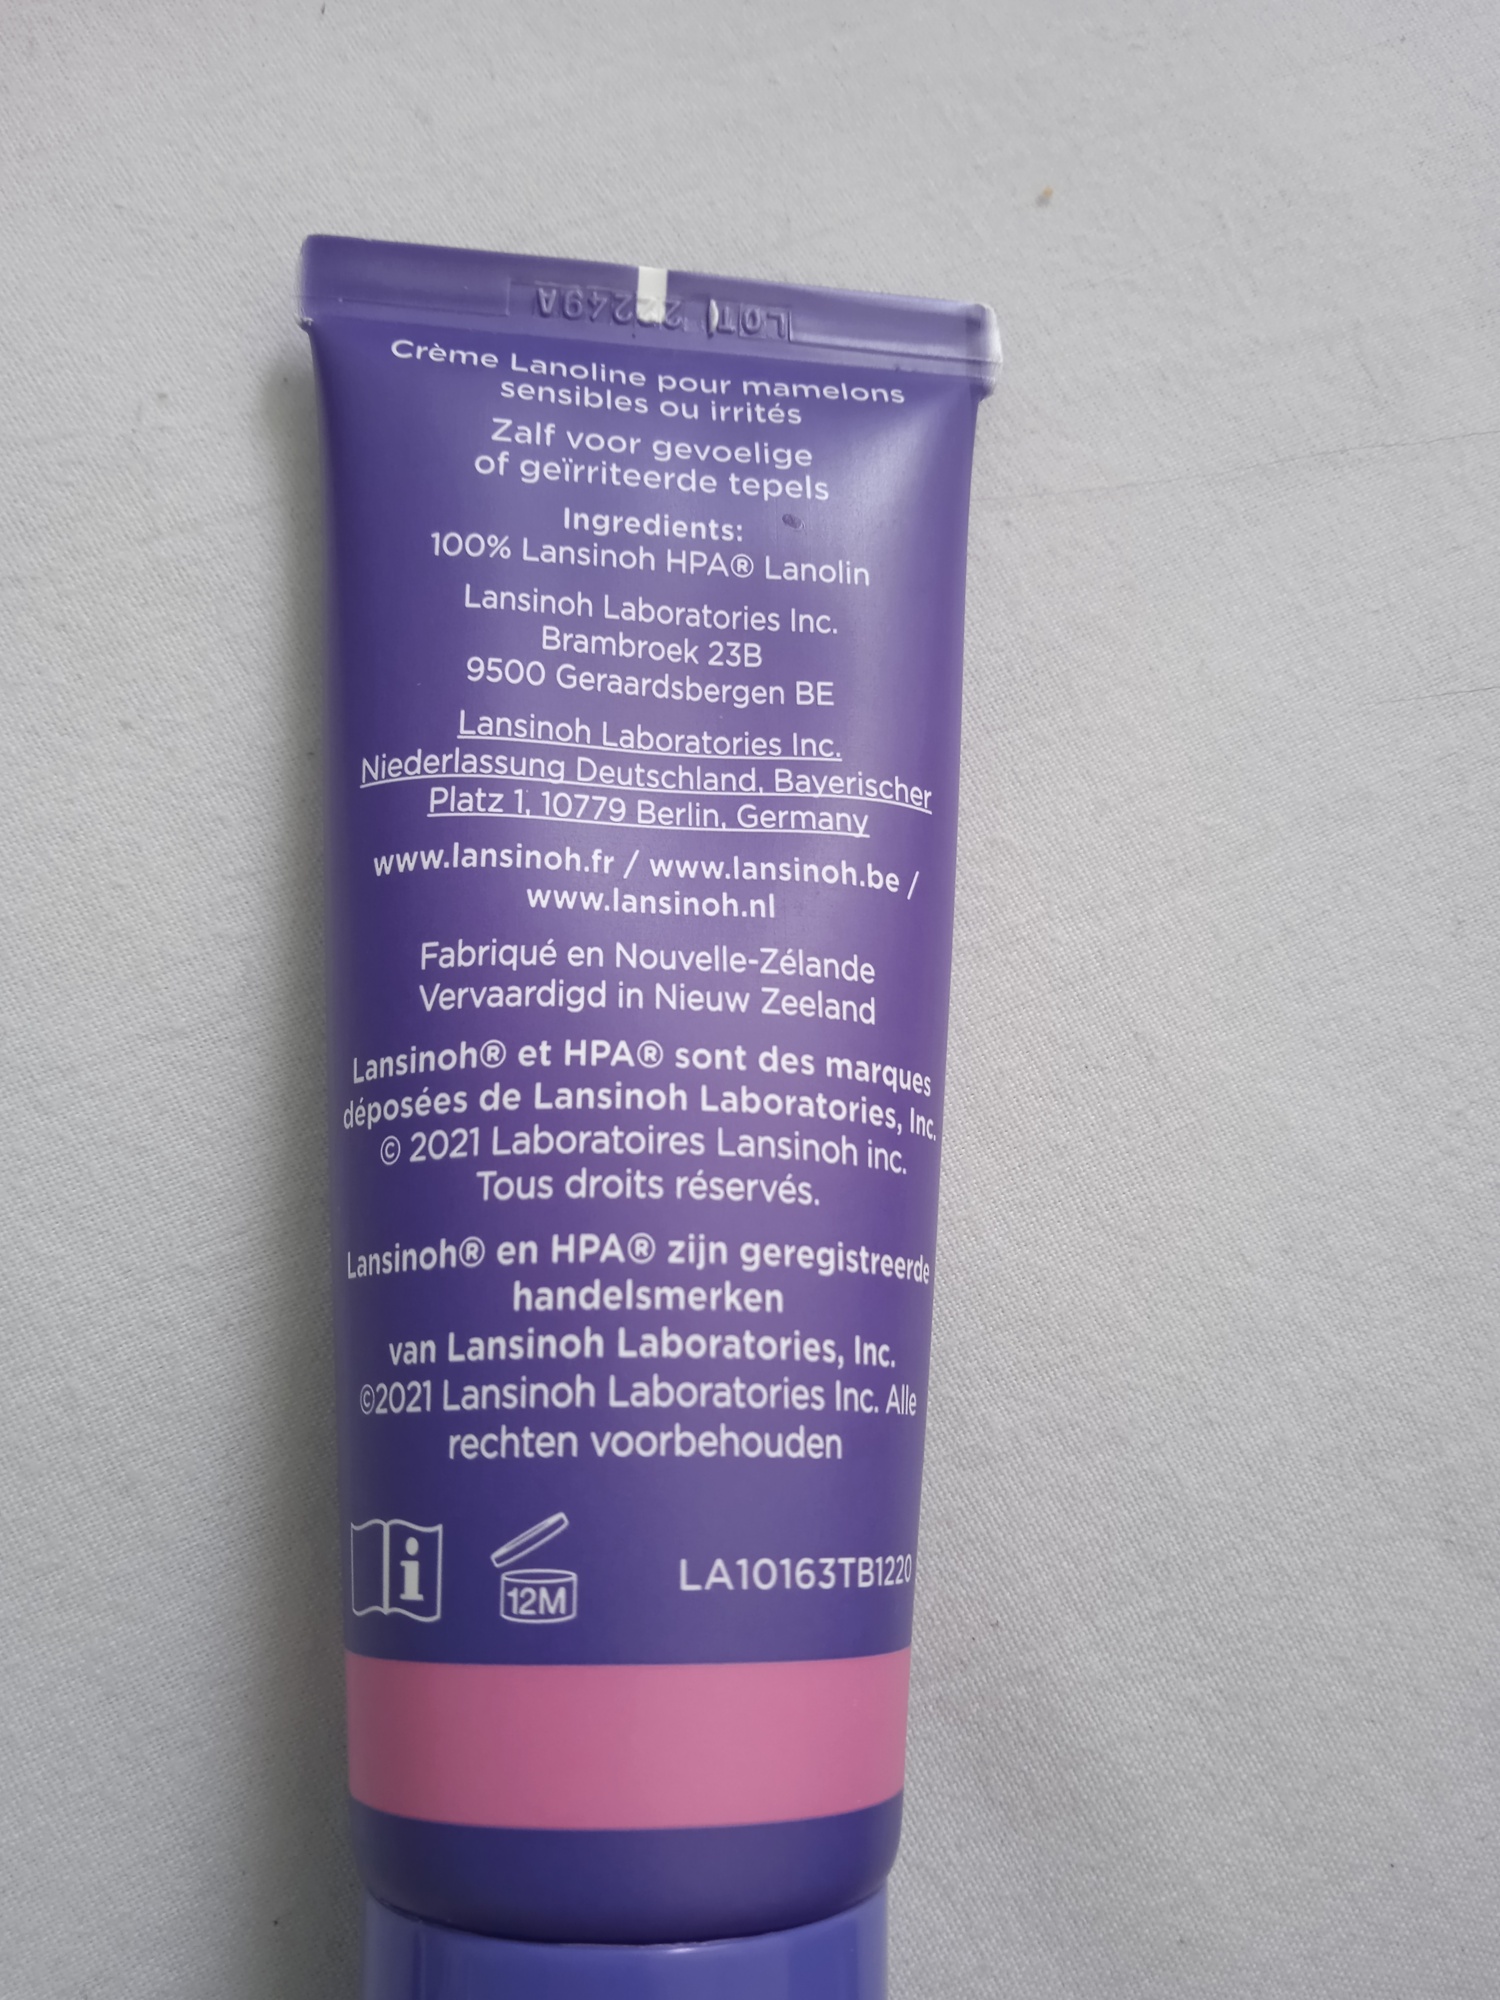 LOT 22249A
Crème Lanoline pour mamelons
sensibles ou irrités
Zalf voor gevoelige
of geïrriteerde tepels
Ingredients:
100% Lansinoh HPA® Lanolin
Lansinoh Laboratories Inc.
Brambroek 23B
9500 Geraardsbergen BE
Lansinoh Laboratories Inc.
Niederlassung Deutschland, Bayerischer
Platz 1, 10779 Berlin, Germany
www.lansinoh.fr / www.lansinoh.be /
www.lansinoh.nl
Fabriqué en Nouvelle-Zélande
Vervaardigd in Nieuw Zeeland
Lansinoh® et HPA® sont des marques
déposées de Lansinoh Laboratories, Inc.
© 2021 Laboratoires Lansinoh inc.
Tous droits réservés.
Lansinoh® en HPA® zijn geregistreerde
handelsmerken
van Lansinoh Laboratories, Inc.
©2021 Lansinoh Laboratories Inc. Alle
rechten voorbehouden
i
12M
LA10163TB1220